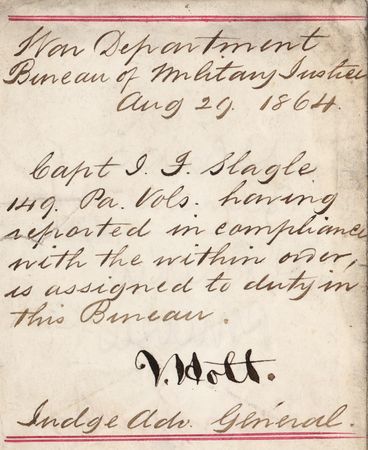 War Department
Bureau of Military Justice
Aug 29. 1864.
Capt J. F. Slagle
149. Pa. Vols. having
reported in compliance
with the within order,
is assigned to duty in
this Bureau.
J. Holt.
Judge Adv. General.